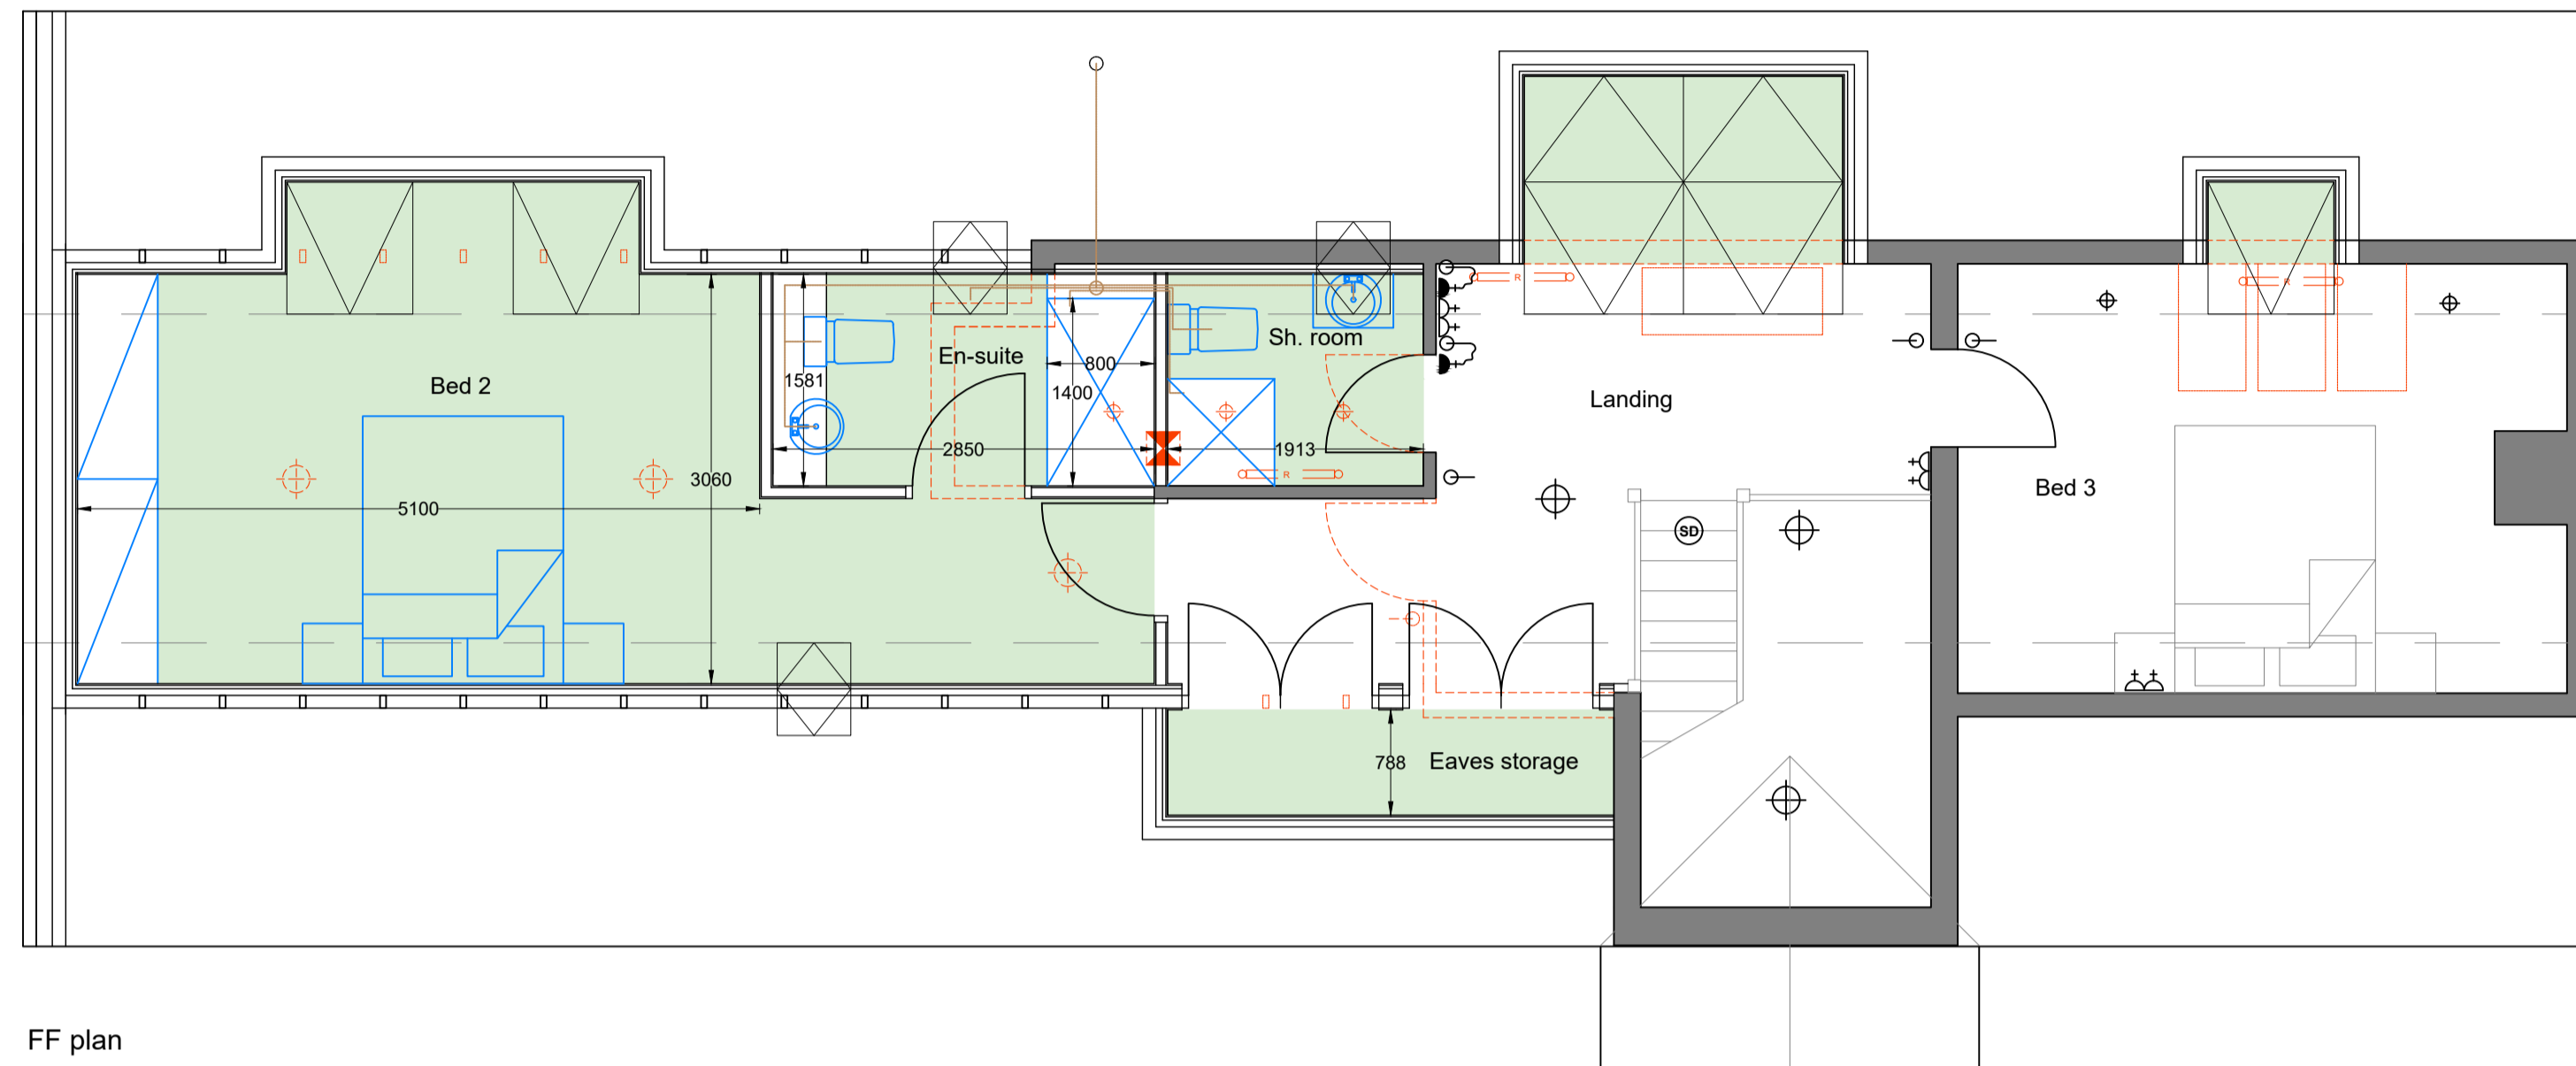 R
R
Sh. room
En-suite
800
1581
Bed 2
1400
Landing
2850
1913
3060
R
Bed 3
5100
SD
788
Eaves storage
FF plan